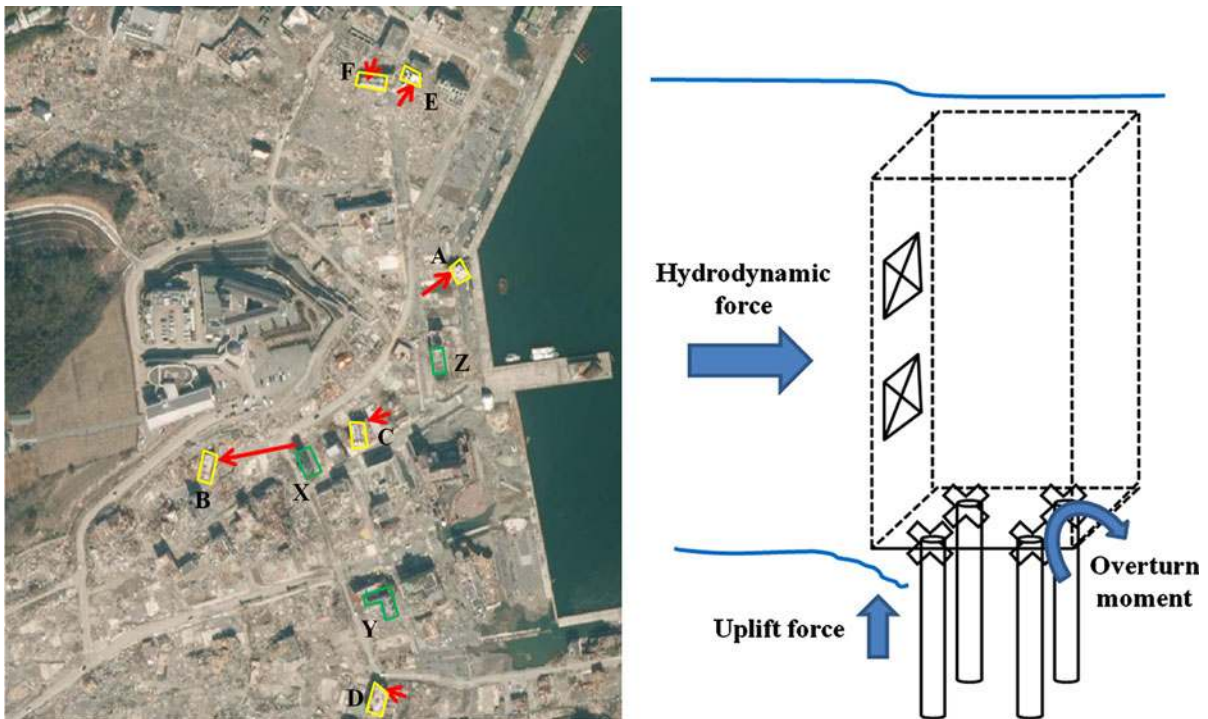 F
E
A
Z
C
B
X
Y
D
Hydrodynamic
force
Overturn
moment
Uplift force